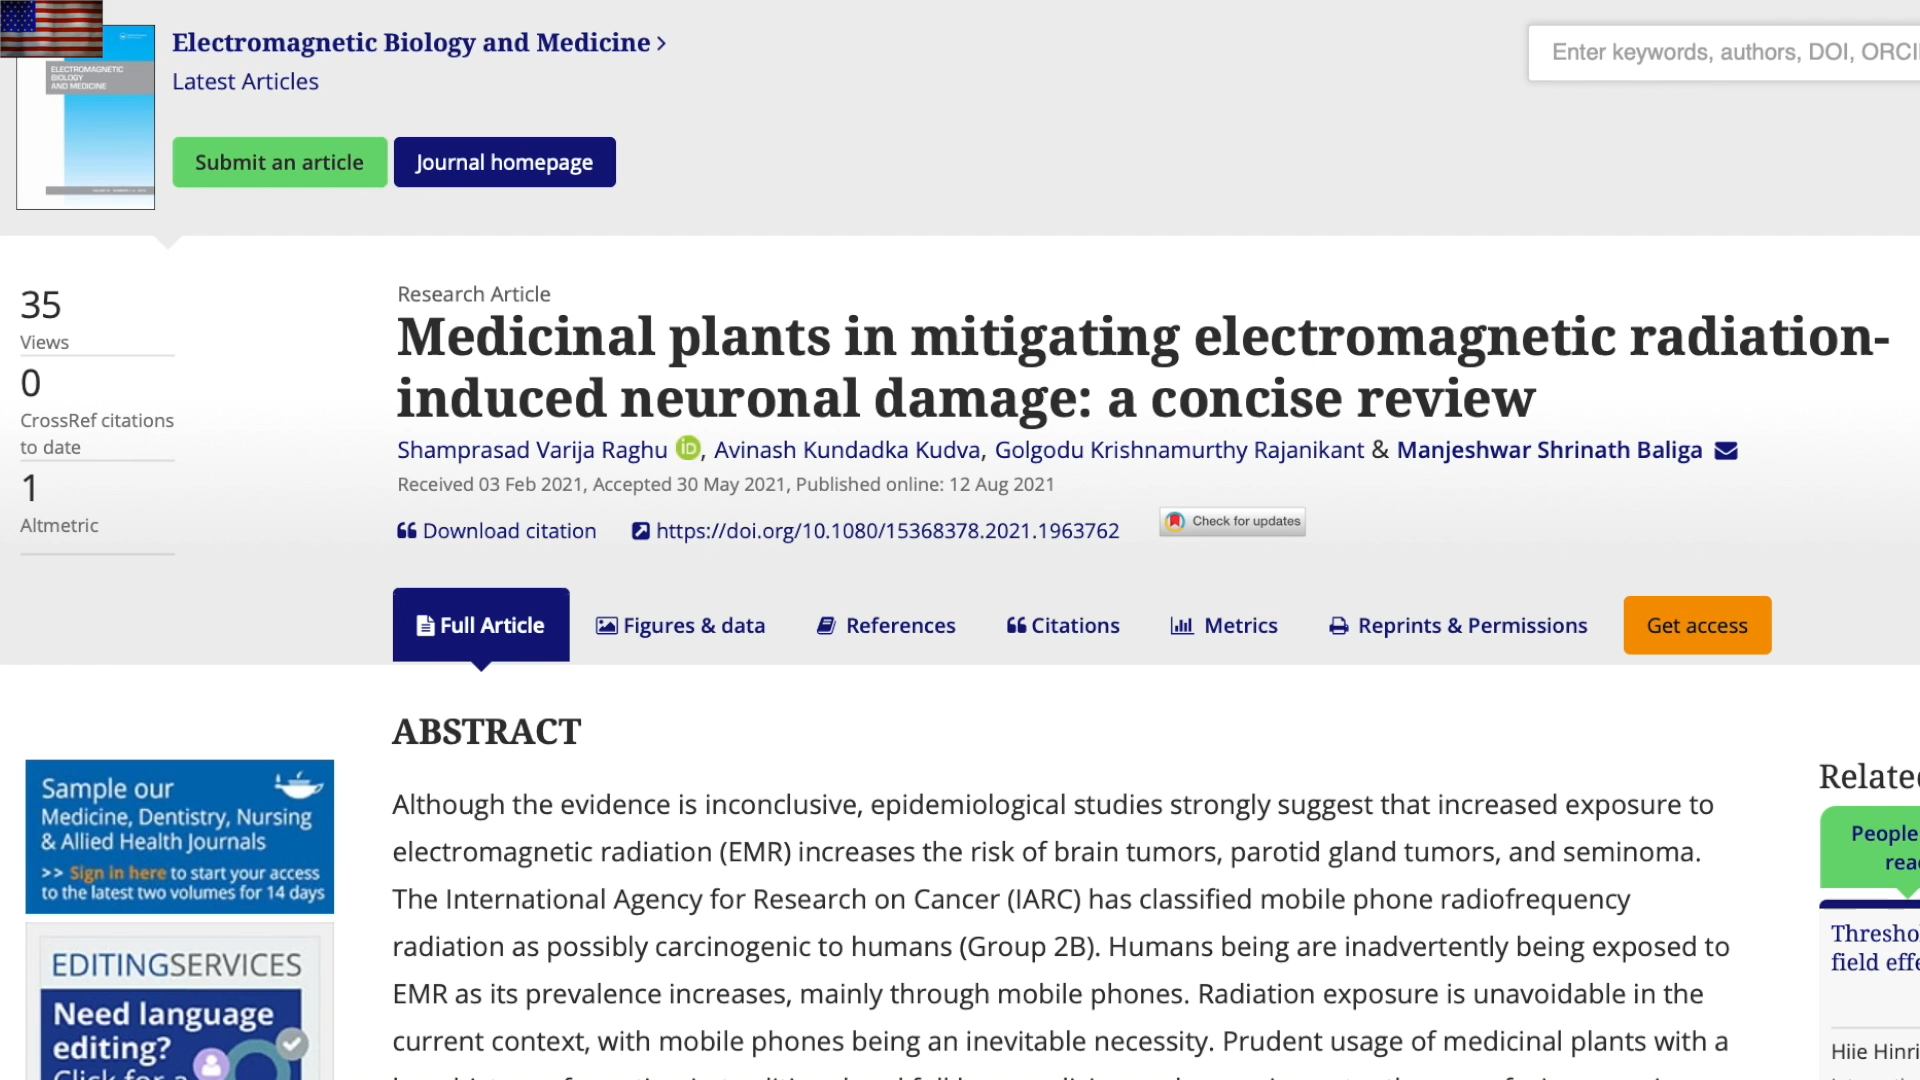 Electromagnetic Biology and Medicine >
Latest Articles
ELECTROMAGNETIC
BIOLOGY
AND MEDICINE
Enter keywords, authors, DOI, ORCI
Submit an article
Journal homepage
35
Views
0
CrossRef citations
to date
1
Altmetric
Research Article
Medicinal plants in mitigating electromagnetic radiation-
induced neuronal damage: a concise review
Shamprasad Varija Raghu iD, Avinash Kundadka Kudva, Golgodu Krishnamurthy Rajanikant & Manjeshwar Shrinath Baliga
Received 03 Feb 2021, Accepted 30 May 2021, Published online: 12 Aug 2021
Download citation
https://doi.org/10.1080/15368378.2021.1963762
Check for updates
Full Article
Figures & data
References
Citations
Metrics
Reprints & Permissions
Get access
ABSTRACT
Although the evidence is inconclusive, epidemiological studies strongly suggest that increased exposure to
electromagnetic radiation (EMR) increases the risk of brain tumors, parotid gland tumors, and seminoma.
The International Agency for Research on Cancer (IARC) has classified mobile phone radiofrequency
radiation as possibly carcinogenic to humans (Group 2B). Humans being are inadvertently being exposed to
EMR as its prevalence increases, mainly through mobile phones. Radiation exposure is unavoidable in the
current context, with mobile phones being an inevitable necessity. Prudent usage of medicinal plants with a
Sample our
Medicine, Dentistry, Nursing
& Allied Health Journals
>> Sign in here to start your access
to the latest two volumes for 14 days
EDITINGSERVICES
Need language
editing?
Click for a
Related
People
rea
Thresho
field effe
Hiie Hinri